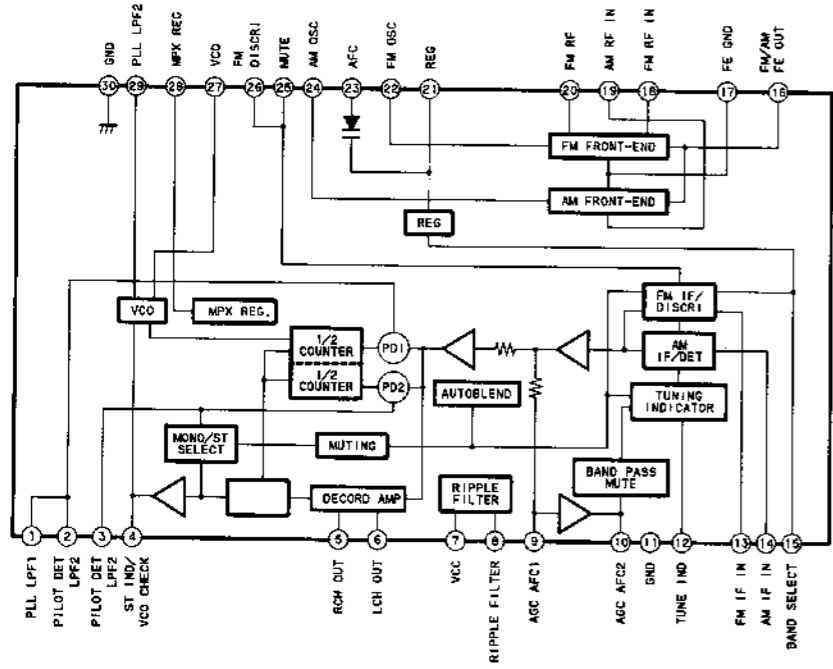 GND
PLL LPF2
MPX REG
VCO
FM
DISCRI
MUTE
AM OSC
AFC
FM OSC
REG
FM RF
AM RF IN
FM RF IN
FE GND
FM/AM
FE OUT
30
29
28
27
26
25
24
23
22
21
20
19
18
17
16
FM FRONT-END
AM FRONT-END
REG
VCO
MPX REG.
FM IF/
DISCRI
1/2
COUNTER
PD1
AM
IF/DET
1/2
COUNTER
PD2
AUTOBLEND
TUNING
INDICATOR
MONO/ST
SELECT
MUTING
BAND PASS
MUTE
RIPPLE
FILTER
DECORD AMP
1
2
3
4
5
6
7
8
9
10
11
12
13
14
15
PLL LPF1
PILOT DET
LPF2
PILOT DET
LPF2
ST IND/
VCO CHECK
RCH OUT
LCH OUT
VCC
RIPPLE FILTER
AGC AFC1
AGC AFC2
GND
TUNE IND
FM IF IN
AM IF IN
BAND SELECT